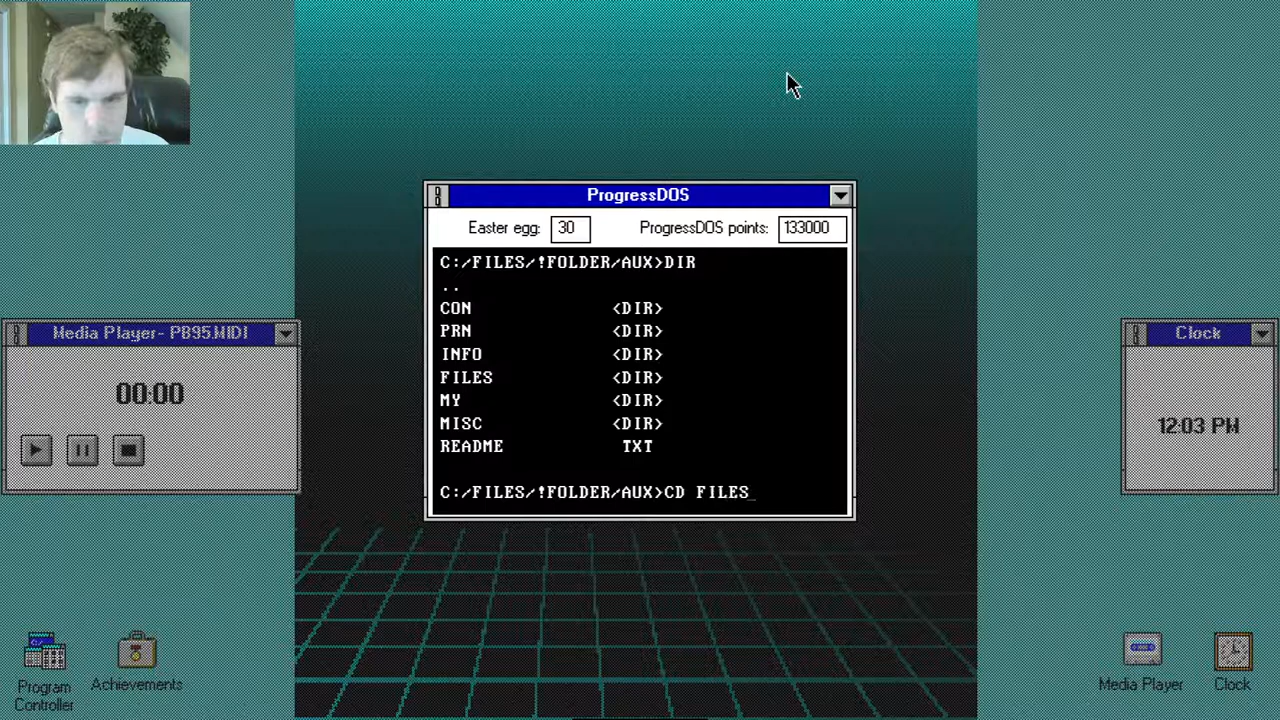 ProgressDOS
Easter egg: 30 ProgressDOS points: 133000
C:/FILES/!FOLDER/AUX>DIR
..
CON <DIR>
PRN <DIR>
INFO <DIR>
FILES <DIR>
MY <DIR>
MISC <DIR>
README TXT
C:/FILES/!FOLDER/AUX>CD FILES_
Media Player- PB95.MIDI
00:00
Clock
12:03 PM
Program
Controller
Achievements
Media Player
Clock